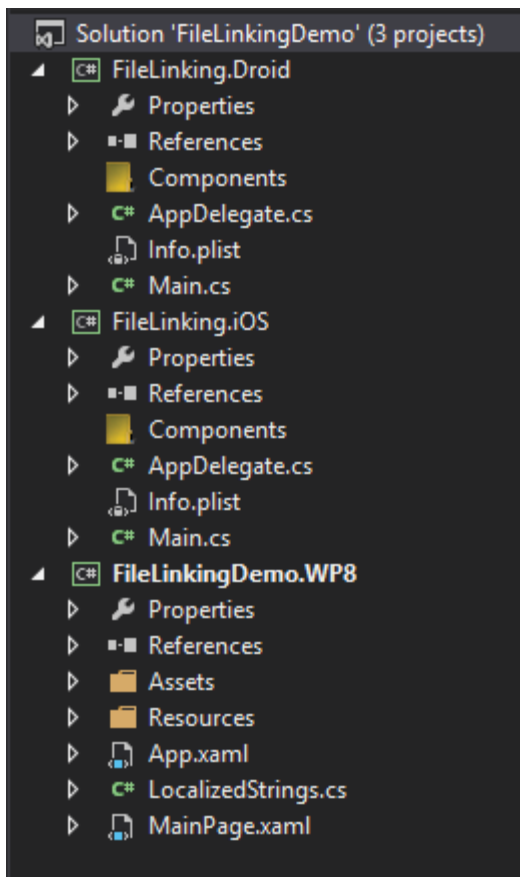 Solution 'FileLinkingDemo' (3 projects)
C# FileLinking.Droid
Properties
References
Components
C# AppDelegate.cs
Info.plist
C# Main.cs
C# FileLinking.iOS
Properties
References
Components
C# AppDelegate.cs
Info.plist
C# Main.cs
C# FileLinkingDemo.WP8
Properties
References
Assets
Resources
App.xaml
C# LocalizedStrings.cs
MainPage.xaml